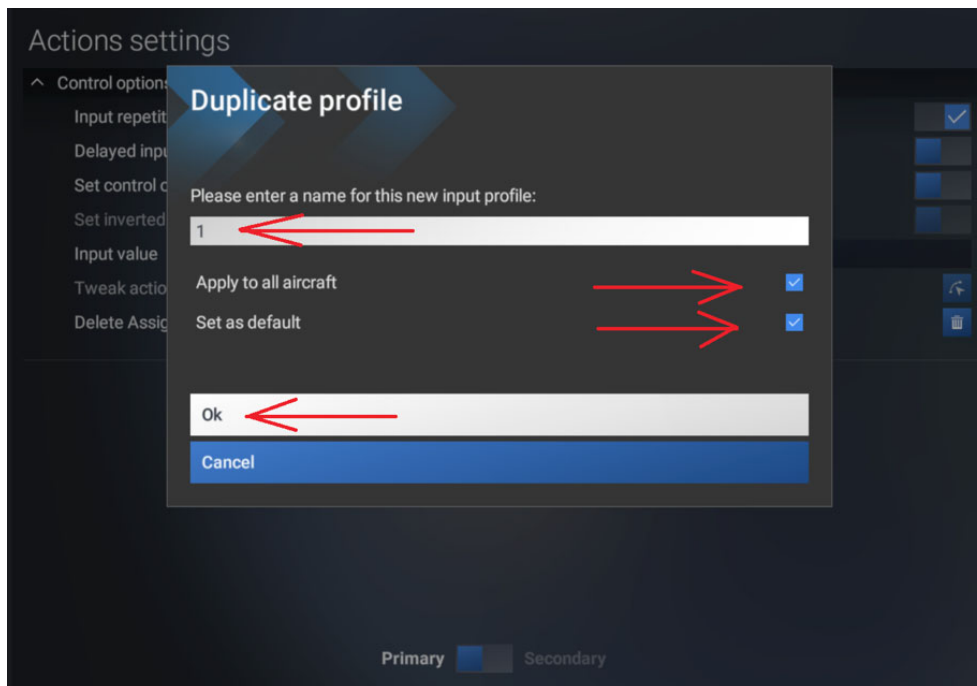 Actions settings
Control options
Input repetit
Delayed inpu
Set control o
Set inverted
Input value
Tweak actio
Delete Assig
Duplicate profile
Please enter a name for this new input profile:
1
Apply to all aircraft
Set as default
Ok
Cancel
Primary Secondary